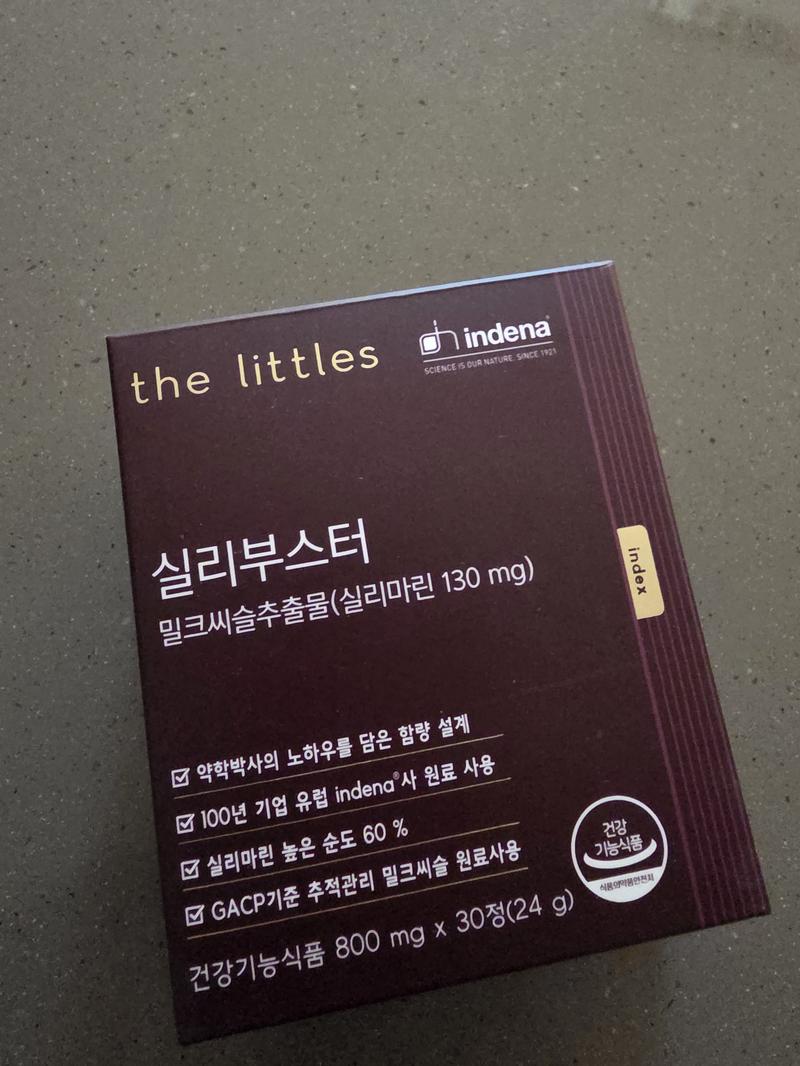 the littles
indena®
SCIENCE IS OUR NATURE. SINCE 1921
실리부스터
밀크씨슬추출물(실리마린 130 mg)
index
약학박사의 노하우를 담은 함량 설계
100년 기업 유럽 indena®사 원료 사용
실리마린 높은 순도 60 %
GACP기준 추적관리 밀크씨슬 원료사용
건강
기능식품
식품의약품안전처
건강기능식품 800 mg x 30정(24 g)